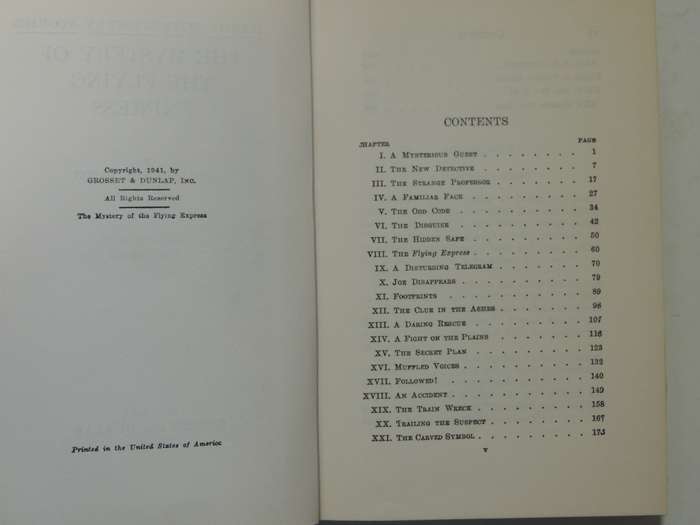 Copyright, 1941, by
GROSSET & DUNLAP, INC.
All Rights Reserved
The Mystery of the Flying Express
Printed in the United States of America
CONTENTS
CHAPTER PAGE
I. A MYSTERIOUS GUEST . . . . . . . . 1
II. THE NEW DETECTIVE . . . . . . . . 7
III. THE STRANGE PROFESSOR . . . . . . . 17
IV. A FAMILIAR FACE . . . . . . . . . 27
V. THE ODD CODE . . . . . . . . . . 34
VI. THE DISGUISE . . . . . . . . . . 42
VII. THE HIDDEN SAFE . . . . . . . . . 50
VIII. THE Flying Express . . . . . . . . . 60
IX. A DISTURBING TELEGRAM . . . . . . . 70
X. JOE DISAPPEARS . . . . . . . . . 79
XI. FOOTPRINTS . . . . . . . . . . 89
XII. THE CLUE IN THE ASHES . . . . . . . 98
XIII. A DARING RESCUE . . . . . . . . . 107
XIV. A FIGHT ON THE PLAINS . . . . . . . 116
XV. THE SECRET PLAN . . . . . . . . . 123
XVI. MUFFLED VOICES . . . . . . . . . 132
XVII. FOLLOWED! . . . . . . . . . . 140
XVIII. AN ACCIDENT . . . . . . . . . . 149
XIX. THE TRAIN WRECK . . . . . . . . . 158
XX. TRAILING THE SUSPECT . . . . . . . . 167
XXI. THE CARVED SYMBOL . . . . . . . . 173
v